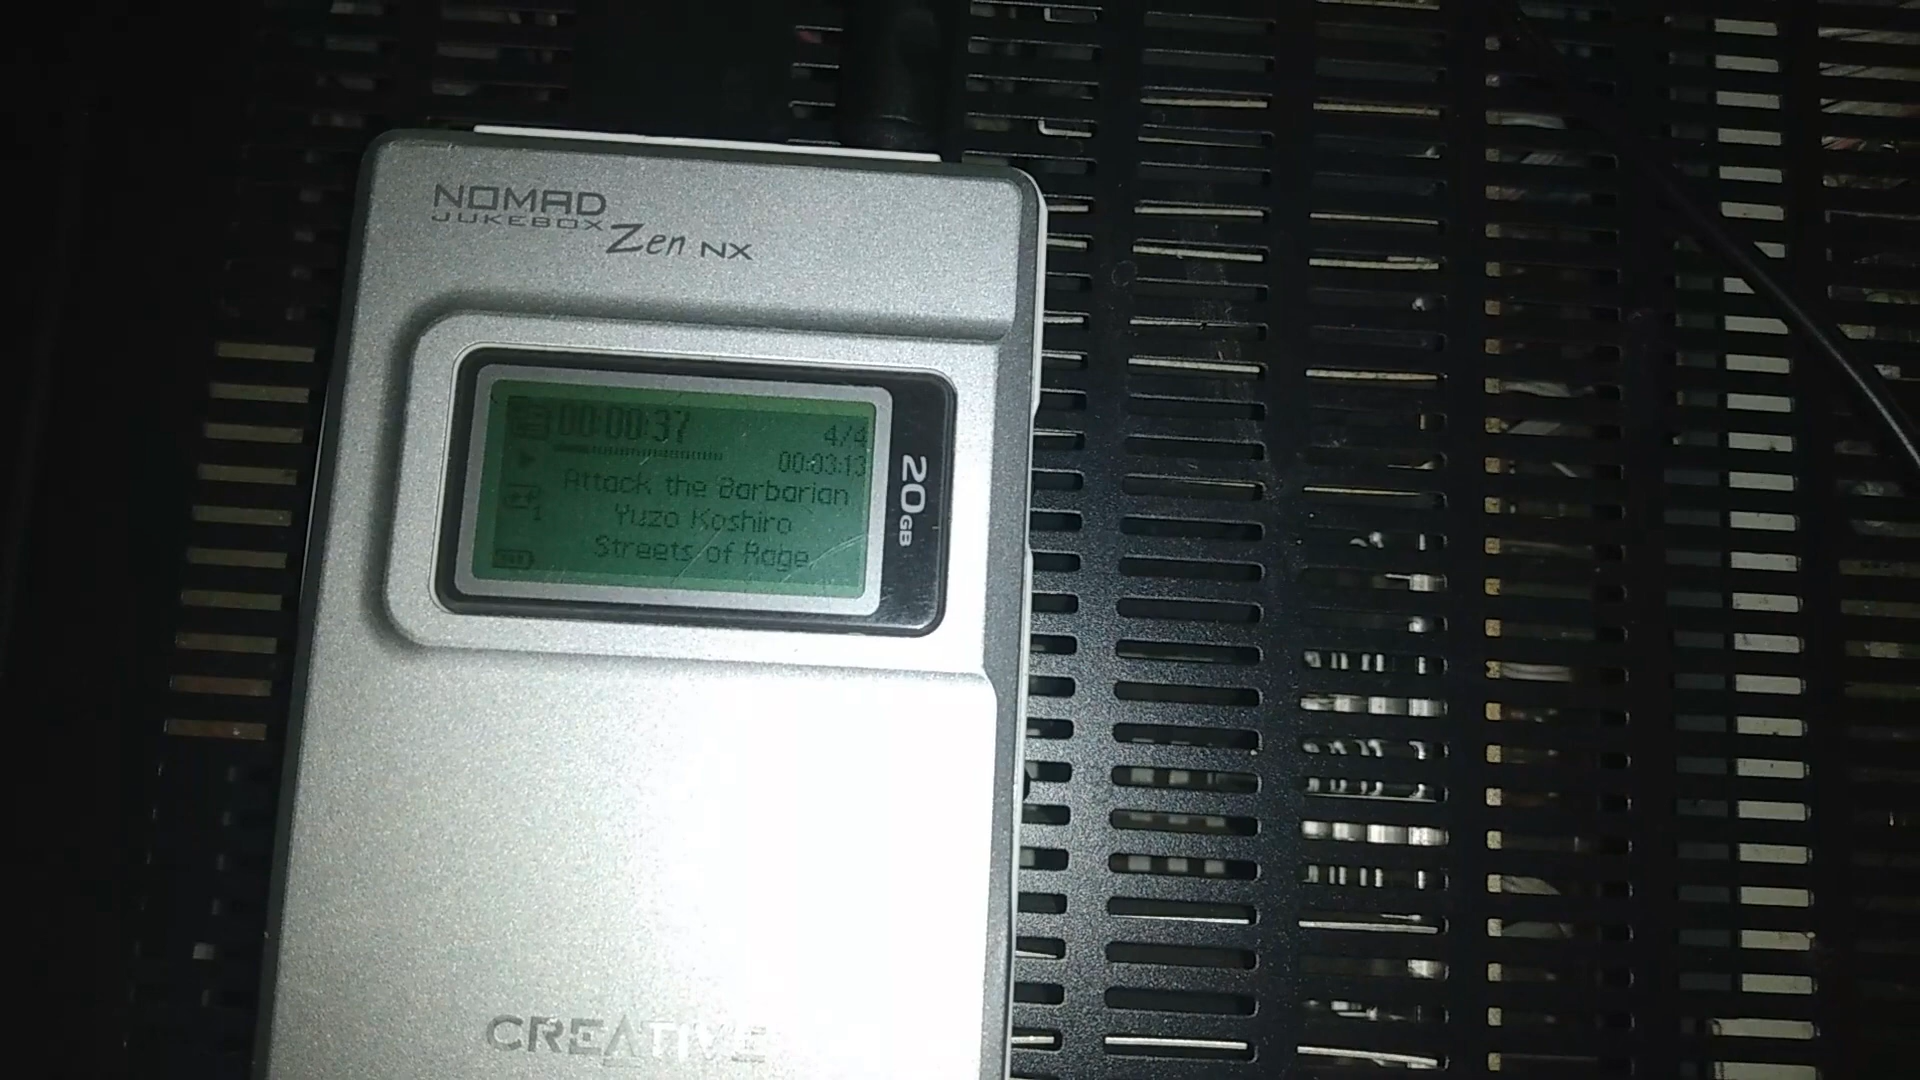 NOMAD
JUKEBOX
Zen NX
00:00:37
4/4
00:03:13
Attack the Barbarian
Yuzo Koshiro
1
Streets of Rage
20GB
CREATIVE